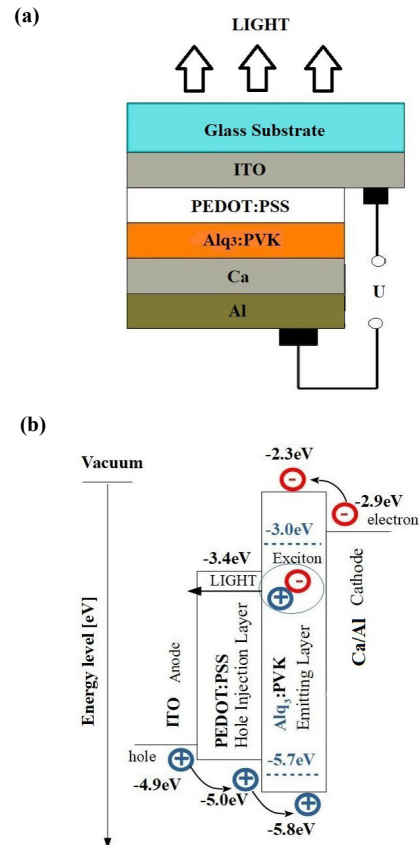 (a)
LIGHT
Glass Substrate
ITO
PEDOT:PSS
Alq3:PVK
Ca
Al
U
(b)
Vacuum
-2.3eV
-2.9eV
electron
-3.0eV
-3.4eV
Exciton
LIGHT
Energy level [eV]
ITO Anode
PEDOT:PSS
Hole Injection Layer
Alq3:PVK
Emitting Layer
Ca/Al Cathode
hole
-4.9eV
-5.0eV
-5.7eV
-5.8eV